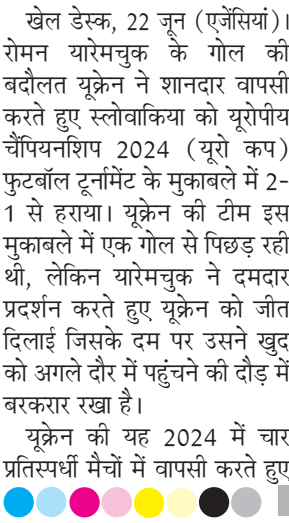 खेल डेस्क, 22 जून (एजेंसियां)।
रोमन यारेमचुक के गोल की
बदौलत यूक्रेन ने शानदार वापसी
करते हुए स्लोवाकिया को यूरोपीय
चैंपियनशिप 2024 (यूरो कप)
फुटबॉल टूर्नामेंट के मुकाबले में 2-
1 से हराया। यूक्रेन की टीम इस
मुकाबले में एक गोल से पिछड़ रही
थी, लेकिन यारेमचुक ने दमदार
प्रदर्शन करते हुए यूक्रेन को जीत
दिलाई जिसके दम पर उसने खुद
को अगले दौर में पहुंचने की दौड़ में
बरकरार रखा है।
यूक्रेन की यह 2024 में चार
प्रतिस्पर्धी मैचों में वापसी करते हुए